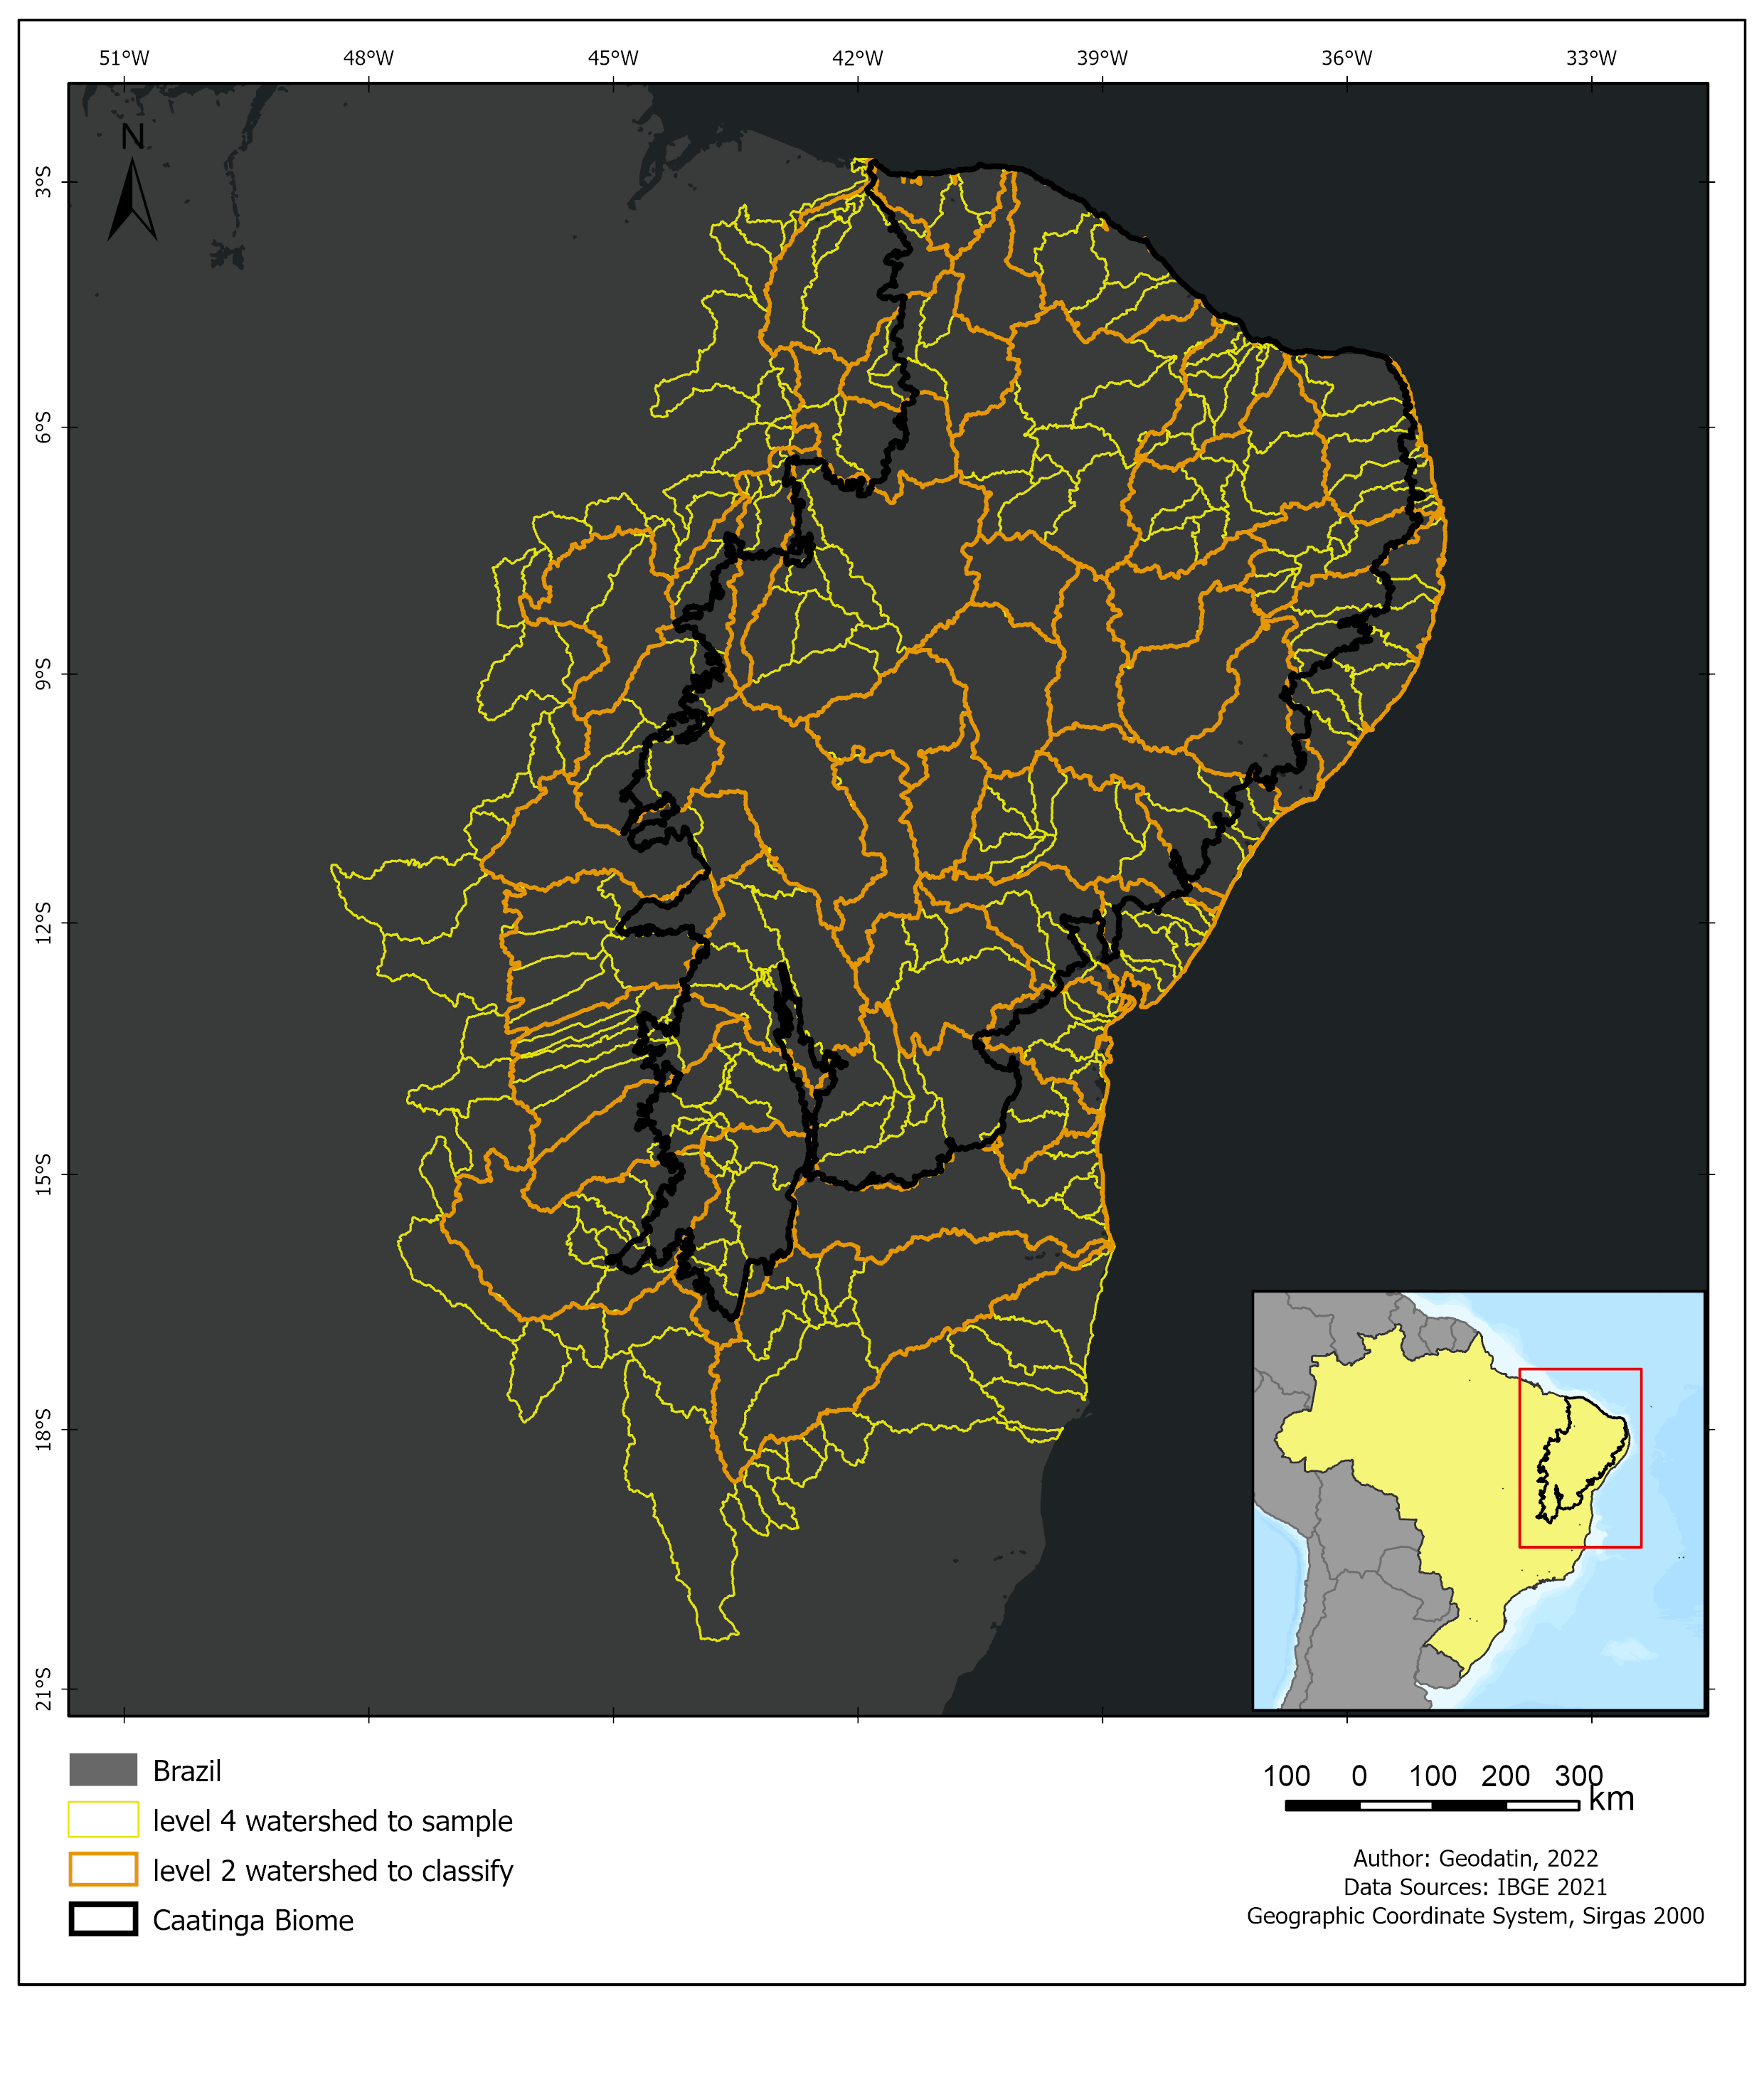 51°W 48°W 45°W 42°W 39°W 36°W 33°W
N
3°S
6°S
9°S
12°S
15°S
18°S
21°S
Brazil
level 4 watershed to sample
level 2 watershed to classify
Caatinga Biome
100 0 100 200 300
km
Author: Geodatin, 2022
Data Sources: IBGE 2021
Geographic Coordinate System, Sirgas 2000